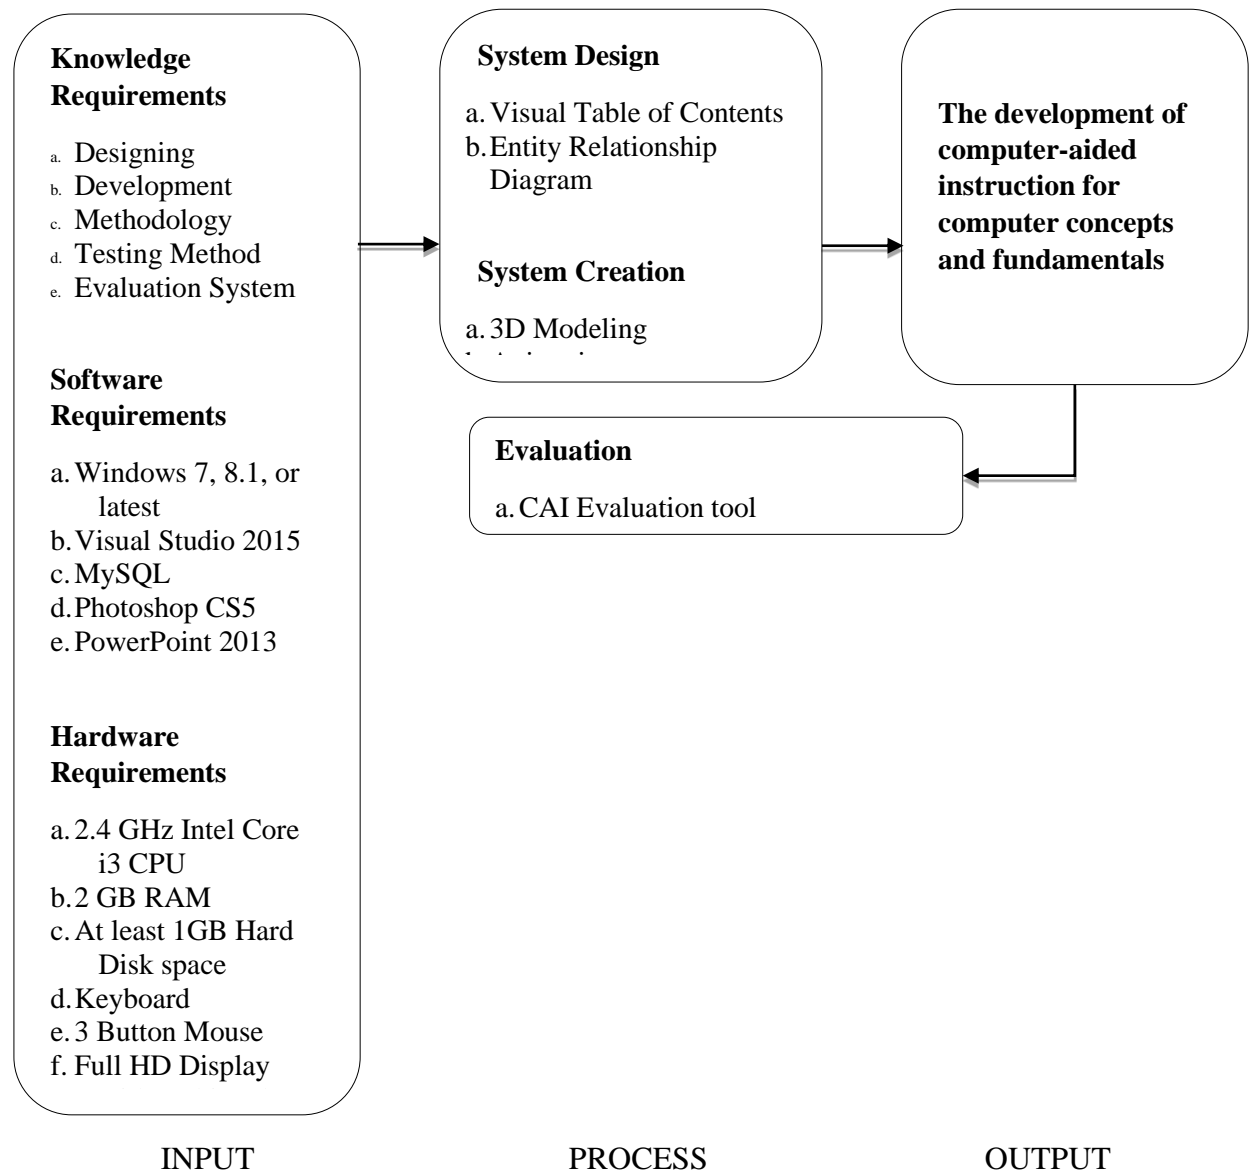 Knowledge
Requirements
a. Designing
b. Development
c. Methodology
d. Testing Method
e. Evaluation System
Software
Requirements
a. Windows 7, 8.1, or
latest
b. Visual Studio 2015
c. MySQL
d. Photoshop CS5
e. PowerPoint 2013
Hardware
Requirements
a. 2.4 GHz Intel Core
i3 CPU
b. 2 GB RAM
c. At least 1GB Hard
Disk space
d. Keyboard
e. 3 Button Mouse
f. Full HD Display
System Design
a. Visual Table of Contents
b. Entity Relationship
Diagram
System Creation
a. 3D Modeling
The development of
computer-aided
instruction for
computer concepts
and fundamentals
Evaluation
a. CAI Evaluation tool
INPUT
PROCESS
OUTPUT